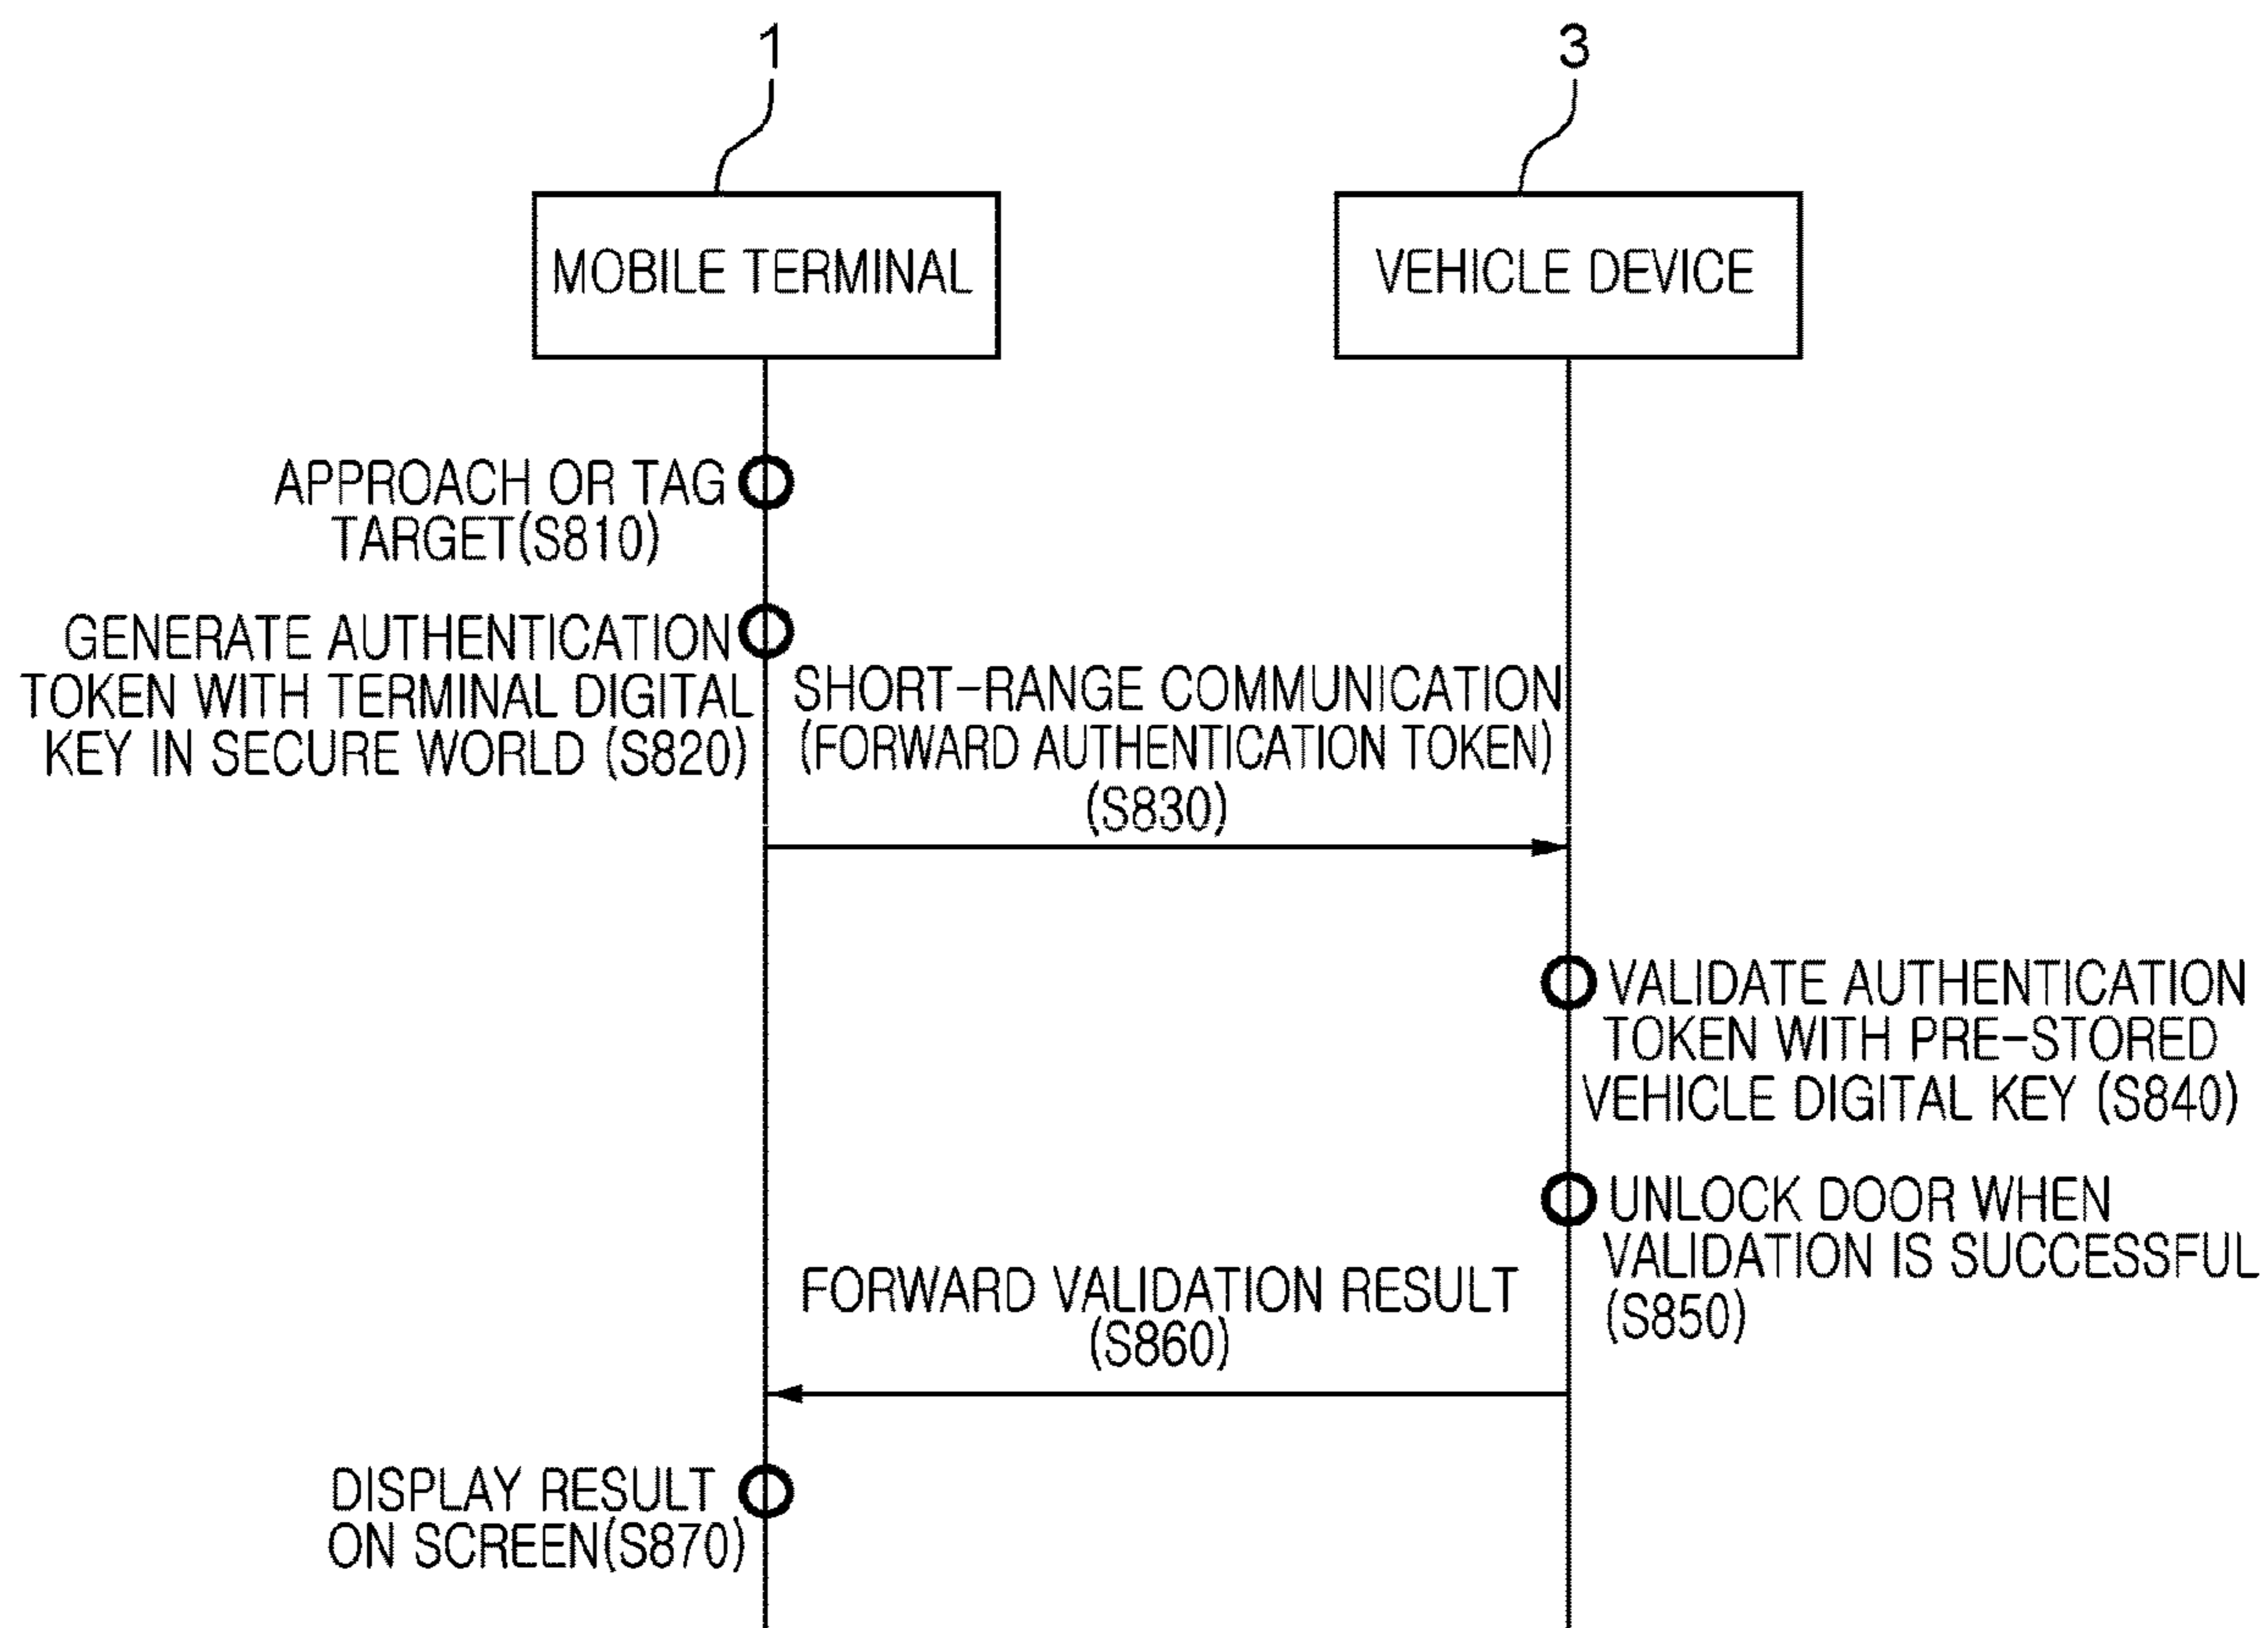 1
3
MOBILE TERMINAL
VEHICLE DEVICE
APPROACH OR TAG
TARGET(S810)
GENERATE AUTHENTICATION
TOKEN WITH TERMINAL DIGITAL
KEY IN SECURE WORLD (S820)
SHORT-RANGE COMMUNICATION
(FORWARD AUTHENTICATION TOKEN)
(S830)
VALIDATE AUTHENTICATION
TOKEN WITH PRE-STORED
VEHICLE DIGITAL KEY (S840)
UNLOCK DOOR WHEN
VALIDATION IS SUCCESSFUL
(S850)
FORWARD VALIDATION RESULT
(S860)
DISPLAY RESULT
ON SCREEN(S870)